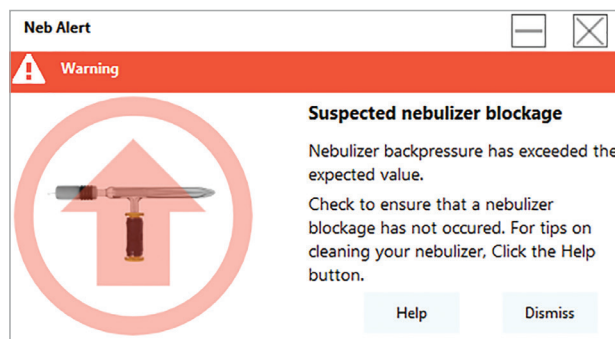 Neb Alert
Warning
Suspected nebulizer blockage
Nebulizer backpressure has exceeded the
expected value.
Check to ensure that a nebulizer
blockage has not occured. For tips on
cleaning your nebulizer, Click the Help
button.
Help
Dismiss